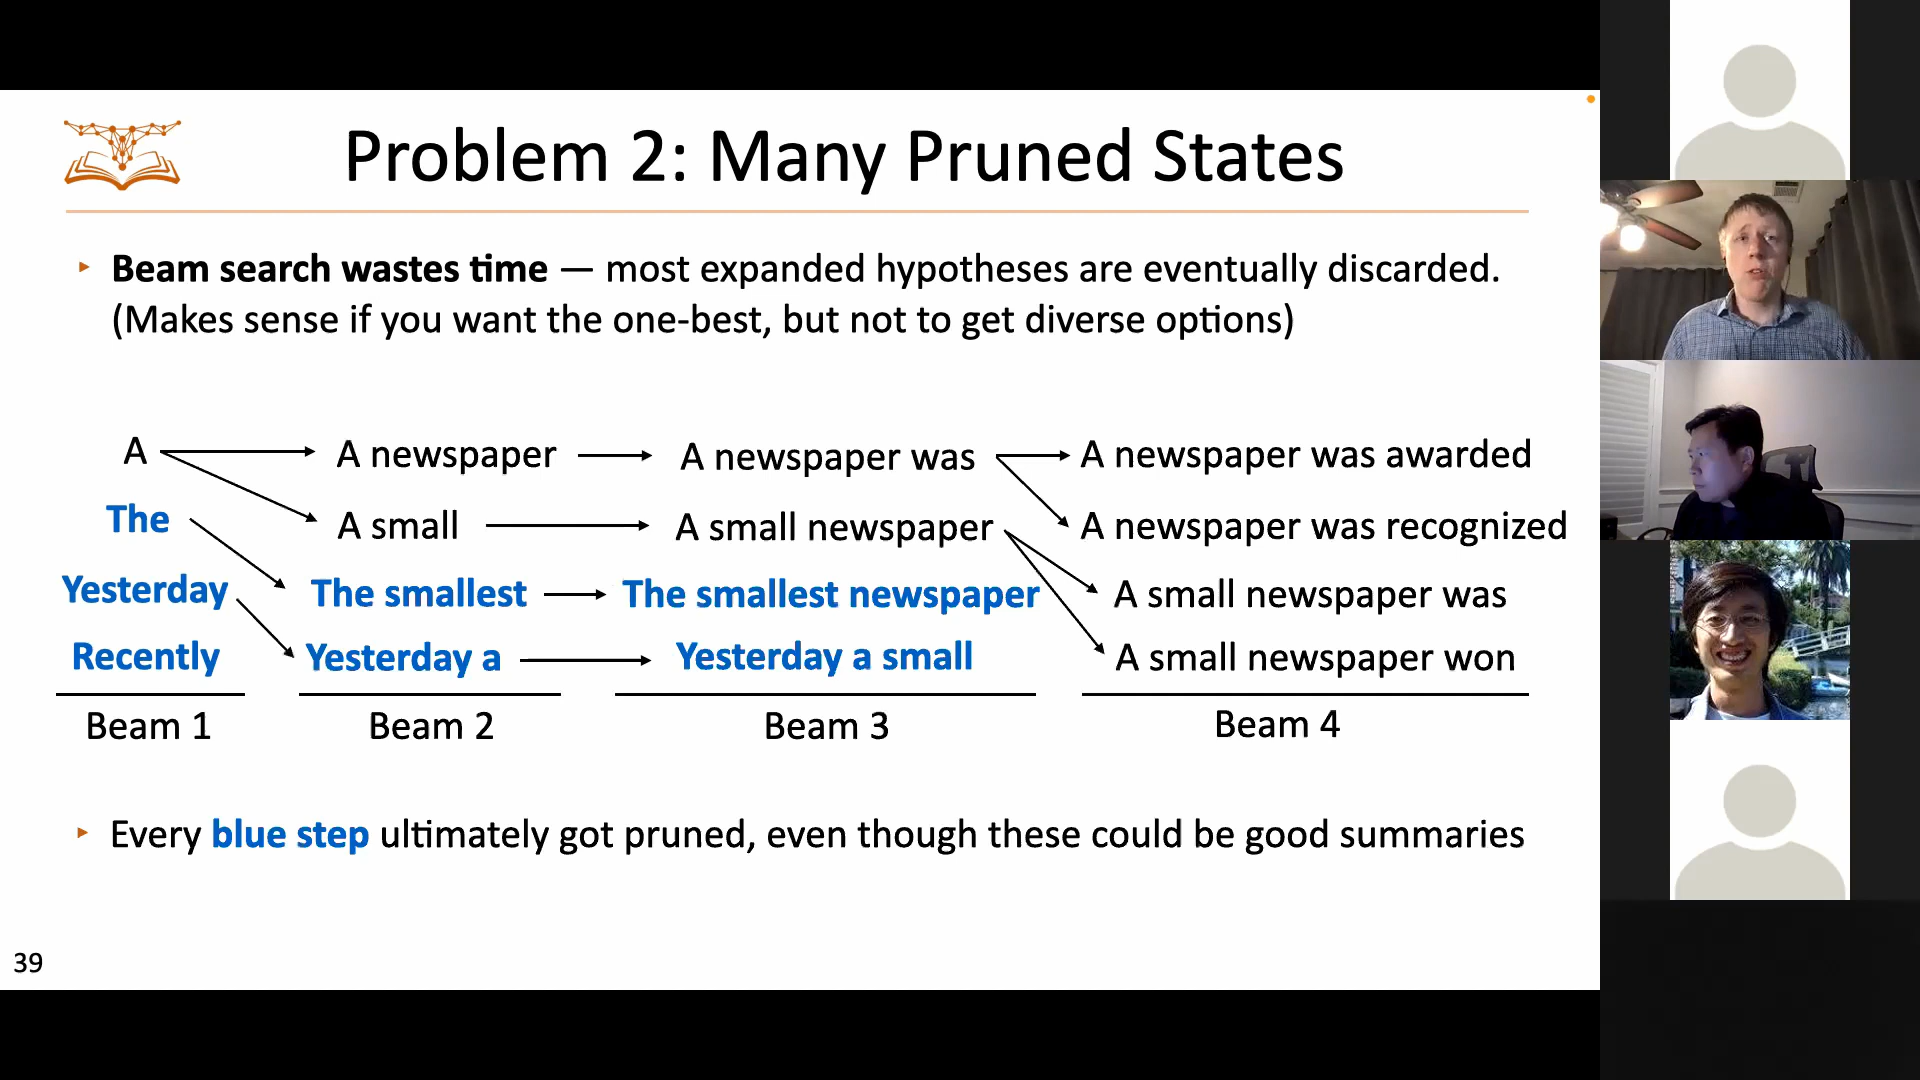 Problem 2: Many Pruned States
Beam search wastes time — most expanded hypotheses are eventually discarded.
(Makes sense if you want the one-best, but not to get diverse options)
A A newspaper A newspaper was A newspaper was awarded
The A small A small newspaper A newspaper was recognized
Yesterday The smallest The smallest newspaper A small newspaper was
Recently Yesterday a Yesterday a small A small newspaper won
Beam 1 Beam 2 Beam 3 Beam 4
Every blue step ultimately got pruned, even though these could be good summaries
39